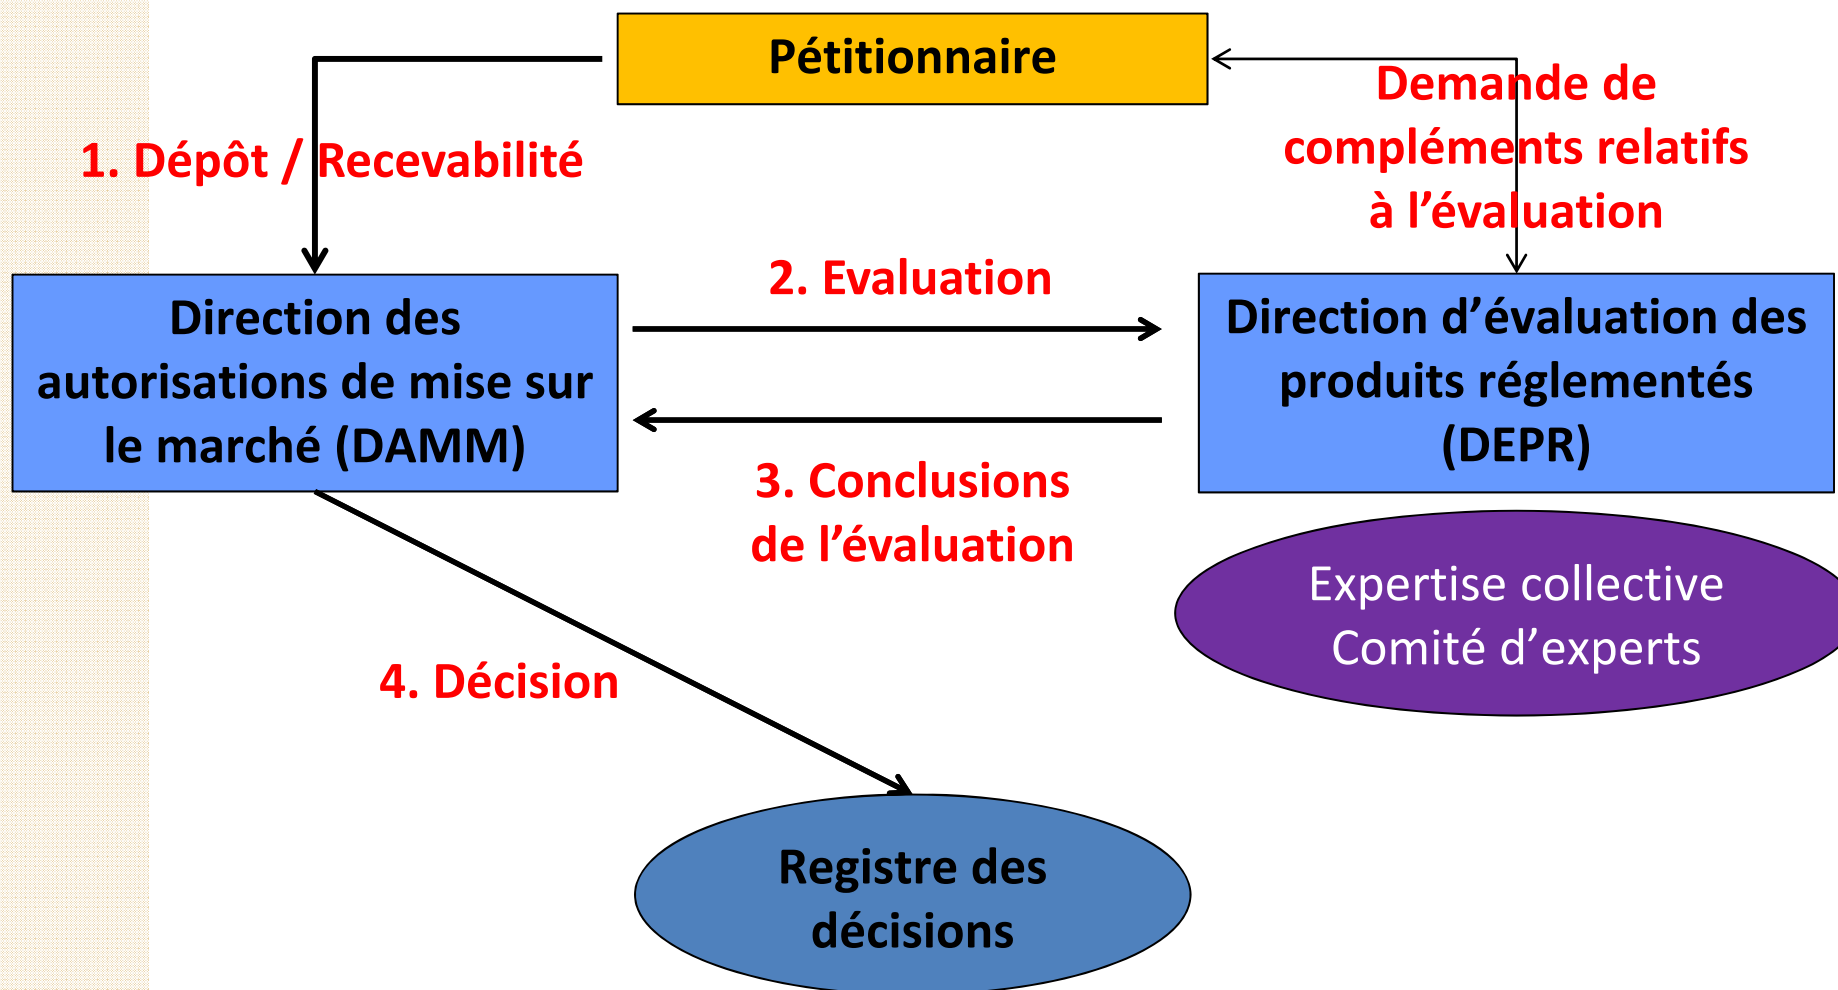 Pétitionnaire
Demande de
compléments relatifs
à l’évaluation
1. Dépôt / Recevabilité
2. Evaluation
Direction des
autorisations de mise sur
le marché (DAMM)
Direction d’évaluation des
produits réglementés
(DEPR)
3. Conclusions
de l’évaluation
Expertise collective
Comité d’experts
4. Décision
Registre des
décisions